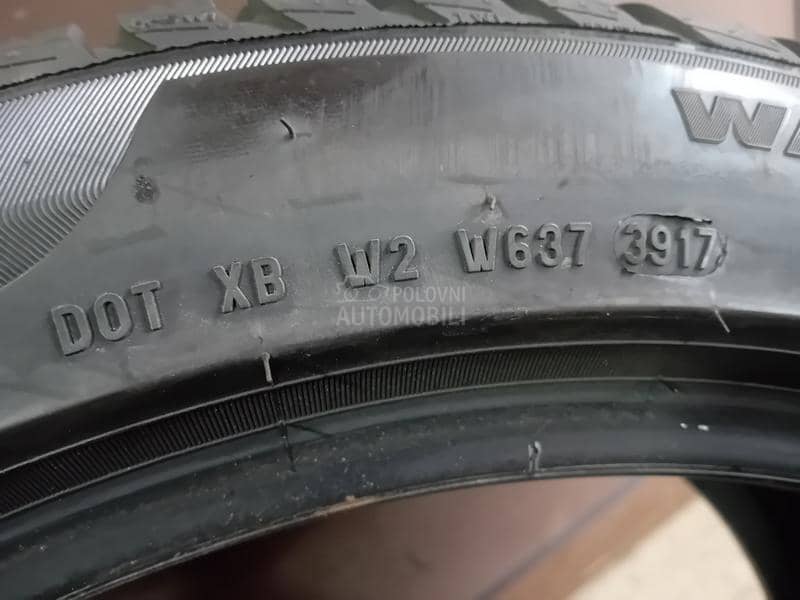 DOT XB W2 W637 3917
POLOVNI
AUTOMOBILI